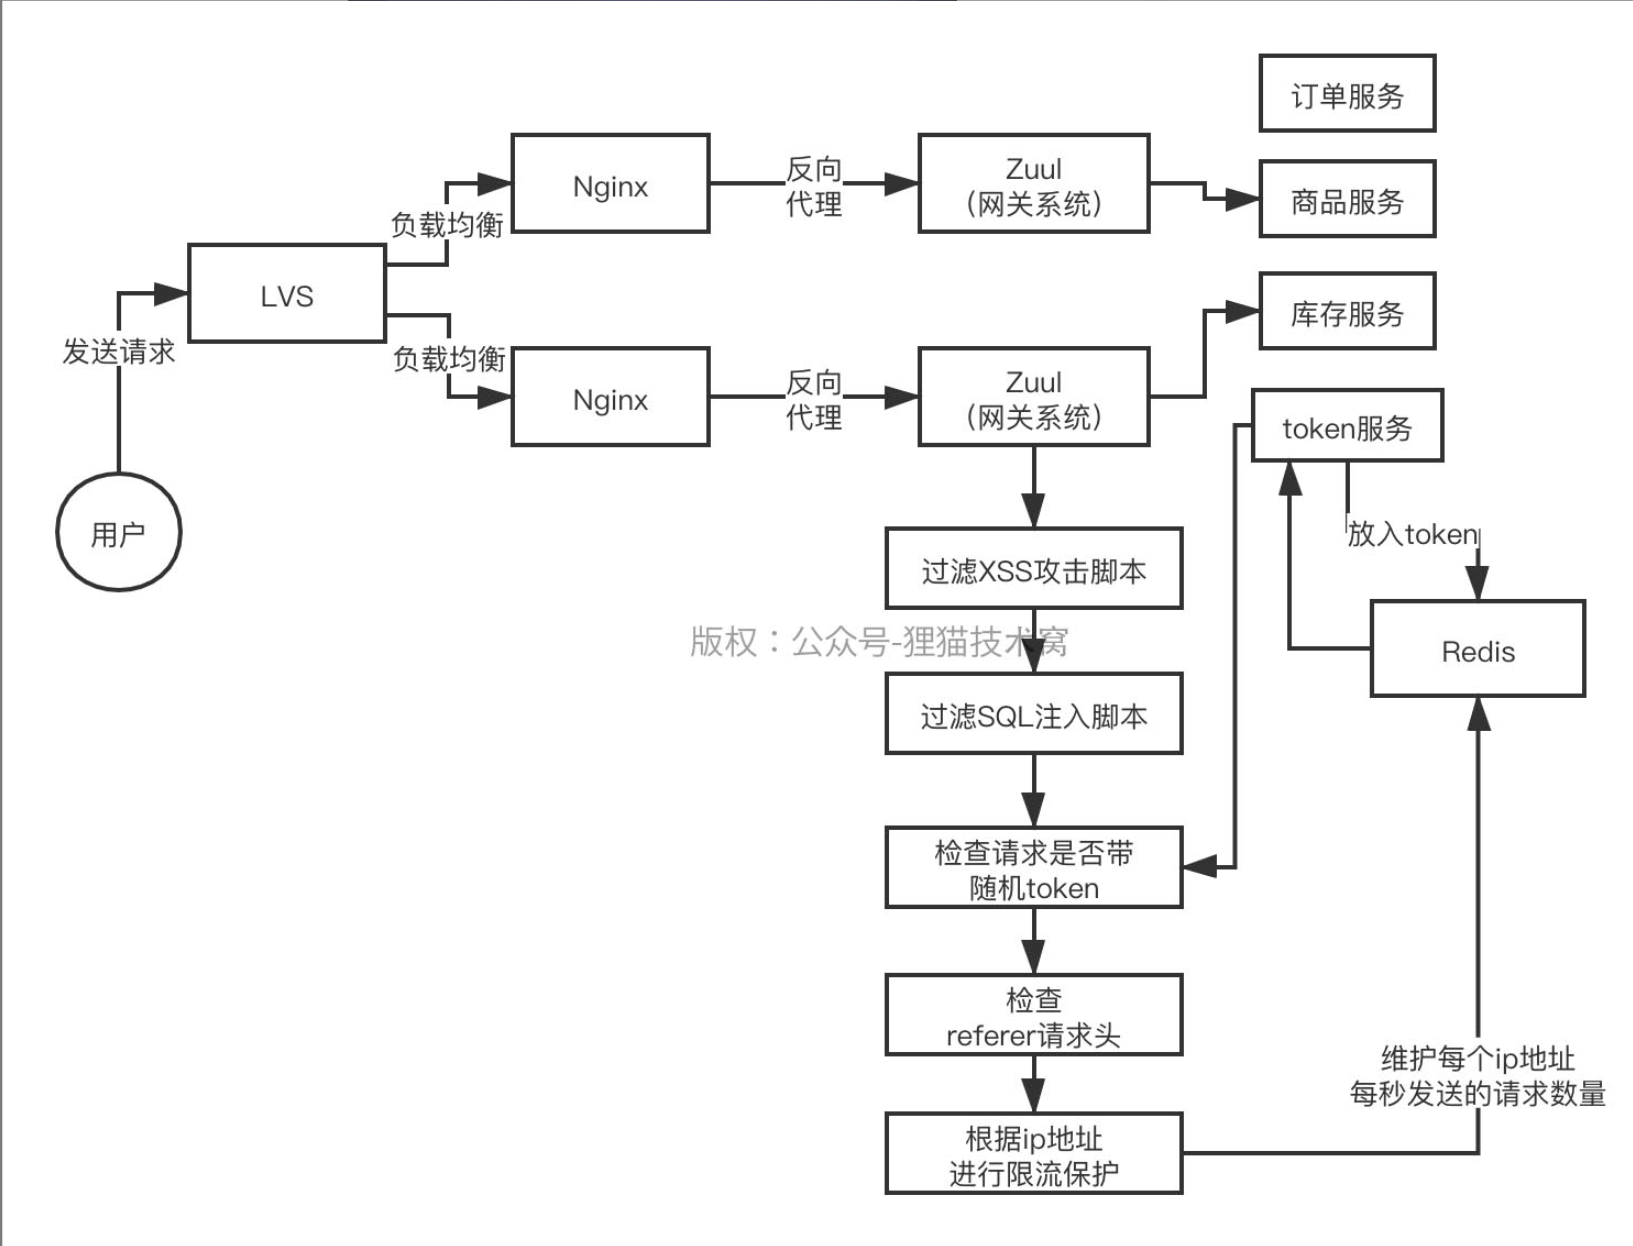 订单服务
Nginx
反向
代理
Zuul
（网关系统）
商品服务
负载均衡
LVS
库存服务
发送请求
负载均衡
Nginx
反向
代理
Zuul
（网关系统）
token服务
用户
放入token
过滤XSS攻击脚本
版权：公众号-狸猫技术窝
Redis
过滤SQL注入脚本
检查请求是否带
随机token
检查
referer请求头
维护每个ip地址
每秒发送的请求数量
根据ip地址
进行限流保护